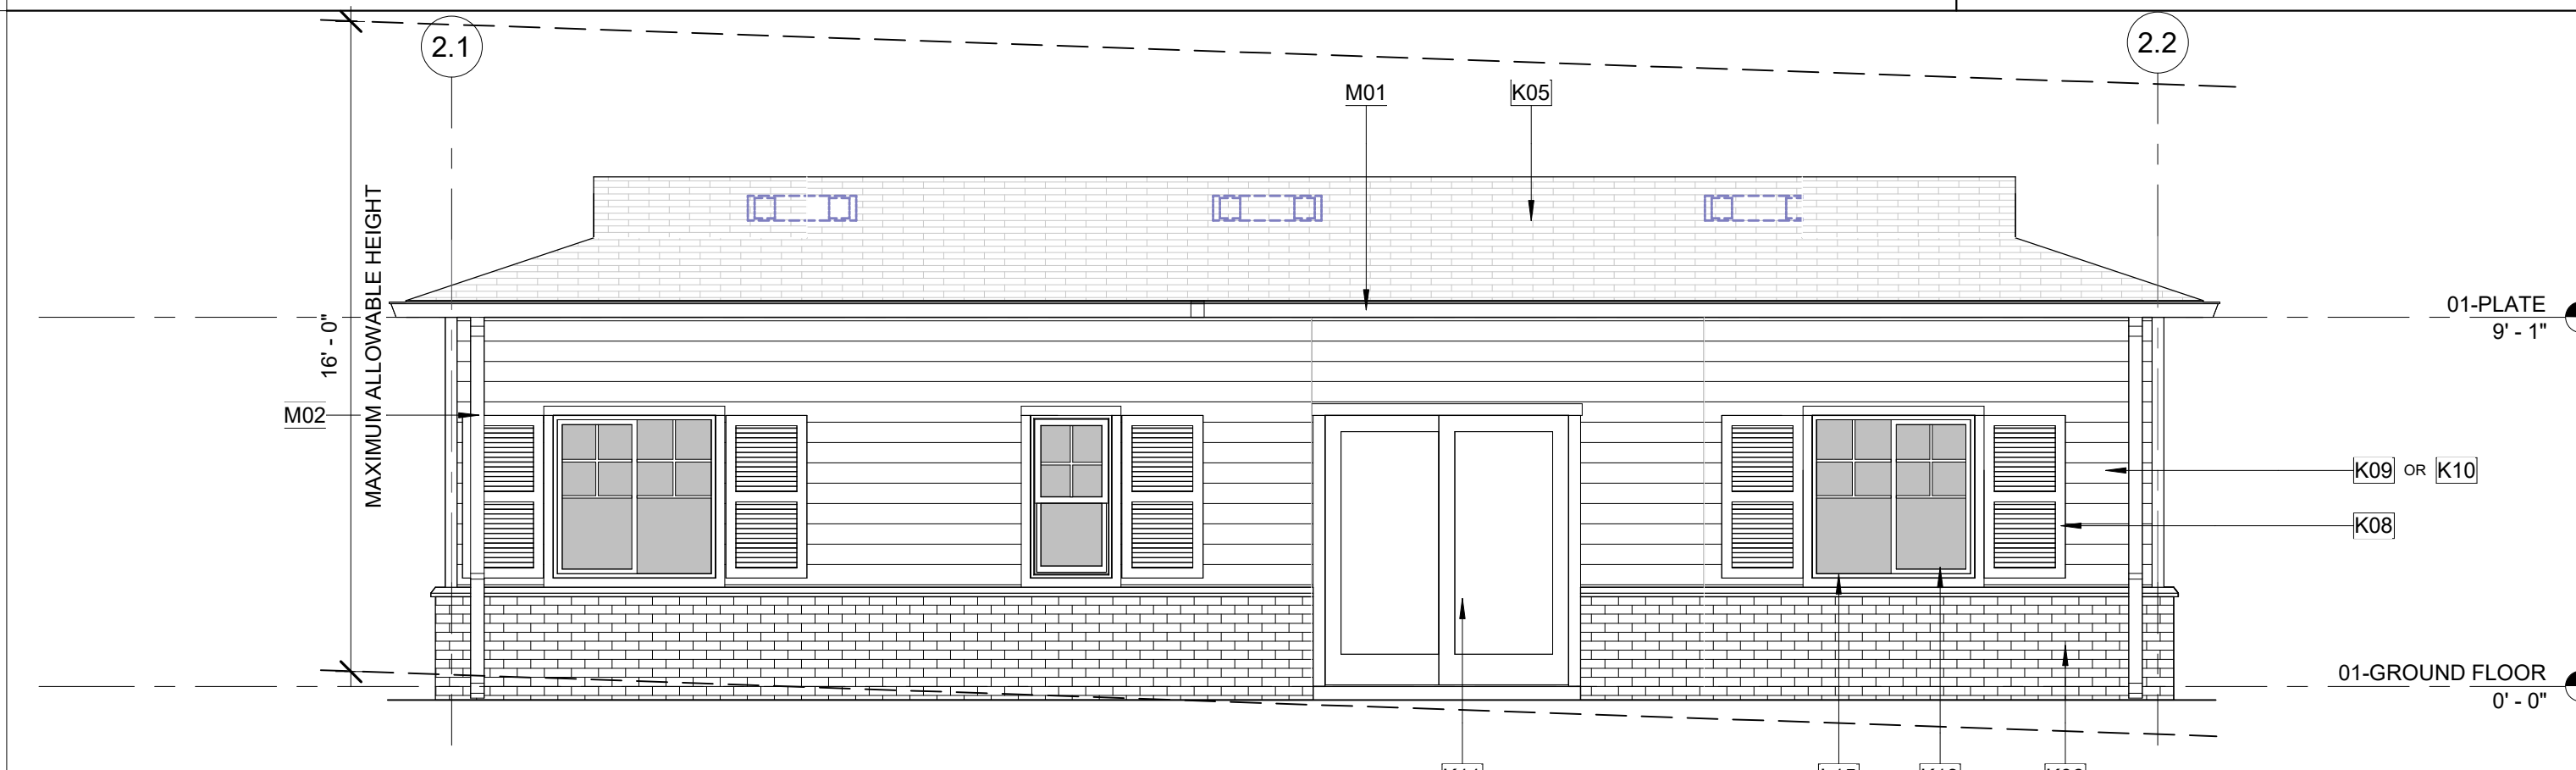 2.1
2.2
M01
K05
MAXIMUM ALLOWABLE HEIGHT
16' - 0"
01-PLATE
9' - 1"
M02
K09 OR K10
K08
01-GROUND FLOOR
0' - 0"